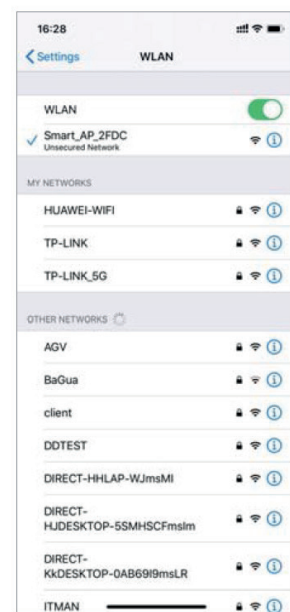 16:28
Settings WLAN
WLAN
Smart_AP_2FDC
Unsecured Network
MY NETWORKS
HUAWEI-WIFI
TP-LINK
TP-LINK_5G
OTHER NETWORKS
AGV
BaGua
client
DDTEST
DIRECT-HHLAP-WJmsMI
DIRECT-
HJDESKTOP-5SMHSCFmsIm
DIRECT-
KkDESKTOP-0AB69I9msLR
ITMAN